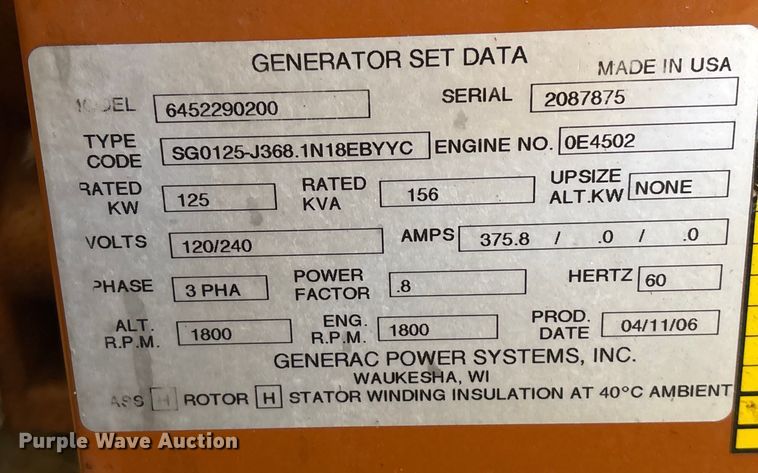 GENERATOR SET DATA
MADE IN USA
MODEL 6452290200 SERIAL 2087875
TYPE CODE SG0125-J368.1N18EBYYC ENGINE NO. 0E4502
RATED KW 125 RATED KVA 156 UPSIZE ALT.KW NONE
VOLTS 120/240 AMPS 375.8 / .0 / .0
PHASE 3 PHA POWER FACTOR .8 HERTZ 60
ALT. R.P.M. 1800 ENG. R.P.M. 1800 PROD. DATE 04/11/06
GENERAC POWER SYSTEMS, INC.
WAUKESHA, WI
H ROTOR H STATOR WINDING INSULATION AT 40°C AMBIENT
Purple Wave Auction